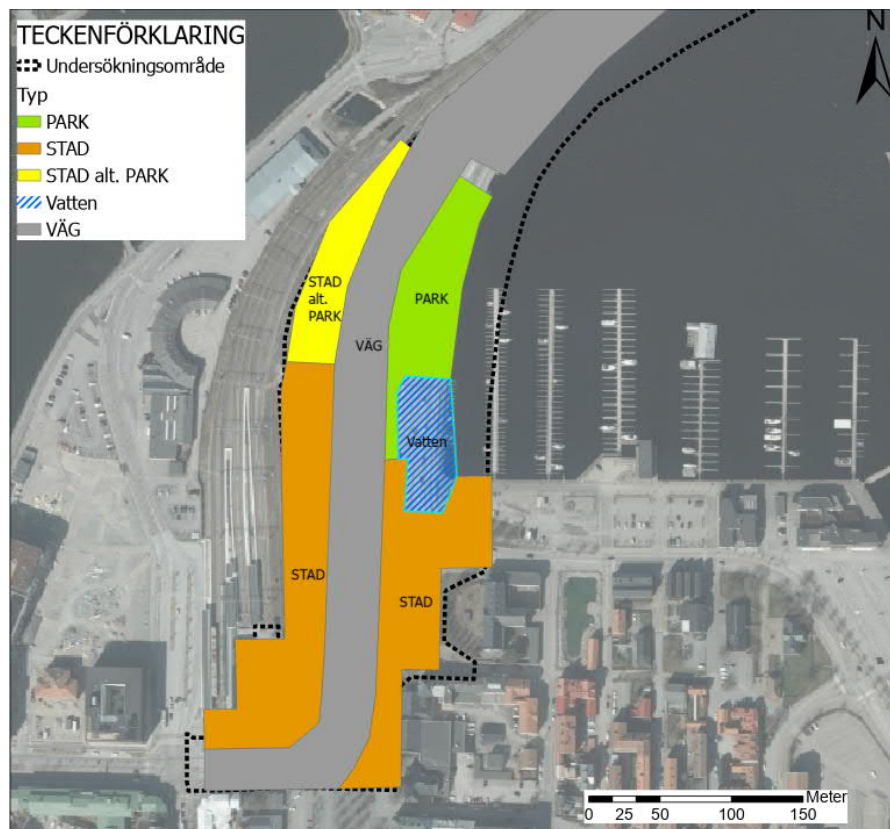 TECKENFÖRKLARING
Undersökningsområde
Typ
PARK
STAD
STAD alt. PARK
Vatten
VÄG
N
STAD
alt.
PARK
PARK
VÄG
Vatten
STAD
STAD
Meter
0 25 50 100 150